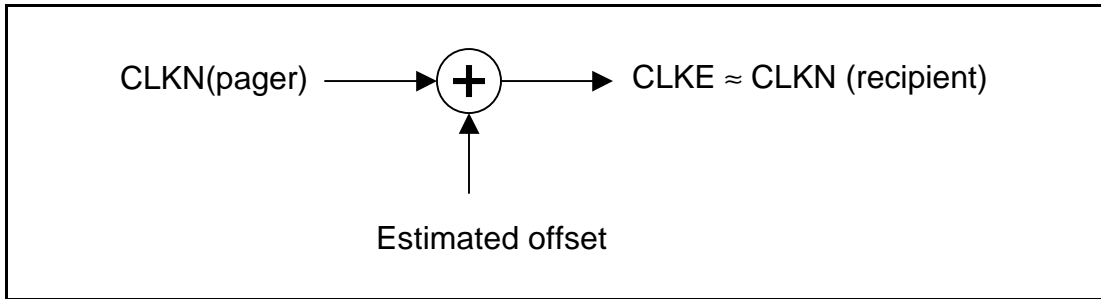 CLKN(pager)
+
CLKE ≈ CLKN (recipient)
Estimated offset